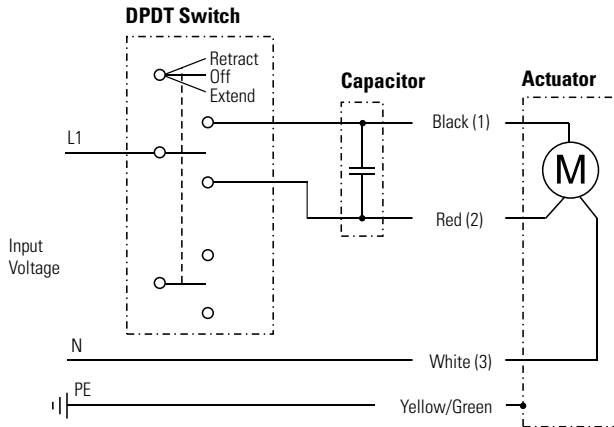 DPDT Switch
Retract
Off
Extend
Capacitor
Actuator
L1
Black (1)
M
Red (2)
Input
Voltage
N
White (3)
PE
Yellow/Green